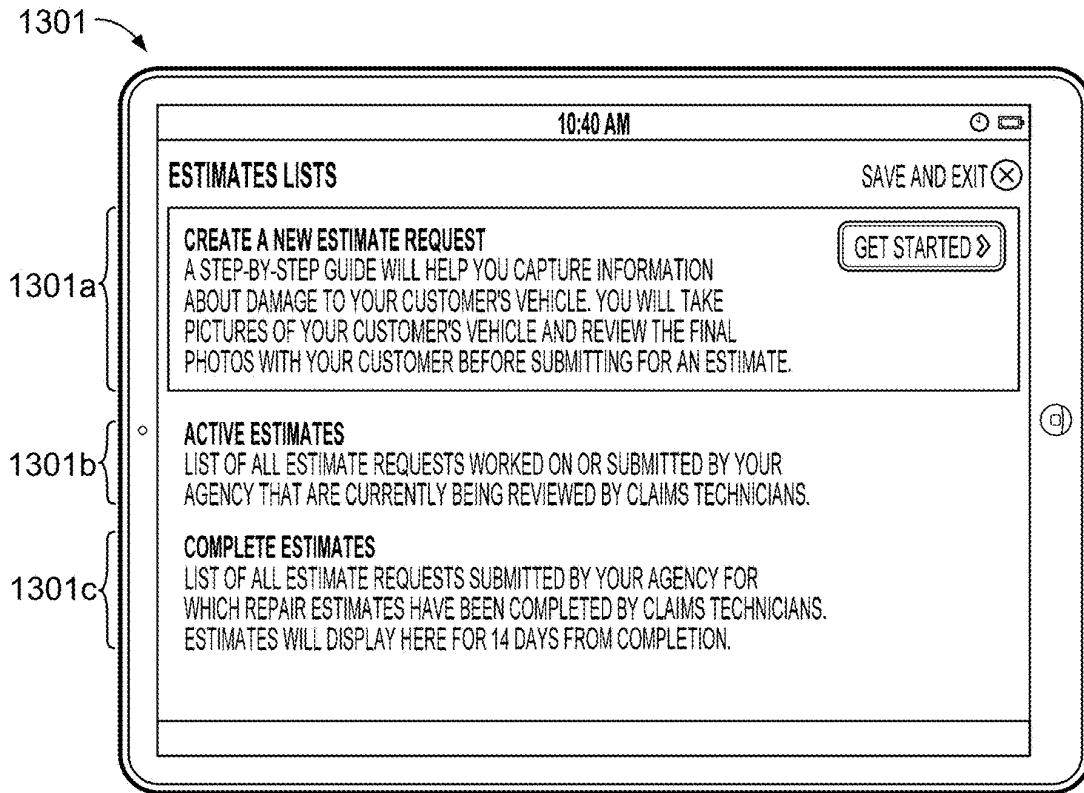 1301
10:40 AM
ESTIMATES LISTS
SAVE AND EXIT
1301a
CREATE A NEW ESTIMATE REQUEST
GET STARTED »
A STEP-BY-STEP GUIDE WILL HELP YOU CAPTURE INFORMATION
ABOUT DAMAGE TO YOUR CUSTOMER'S VEHICLE. YOU WILL TAKE
PICTURES OF YOUR CUSTOMER'S VEHICLE AND REVIEW THE FINAL
PHOTOS WITH YOUR CUSTOMER BEFORE SUBMITTING FOR AN ESTIMATE.
1301b
ACTIVE ESTIMATES
LIST OF ALL ESTIMATE REQUESTS WORKED ON OR SUBMITTED BY YOUR
AGENCY THAT ARE CURRENTLY BEING REVIEWED BY CLAIMS TECHNICIANS.
1301c
COMPLETE ESTIMATES
LIST OF ALL ESTIMATE REQUESTS SUBMITTED BY YOUR AGENCY FOR
WHICH REPAIR ESTIMATES HAVE BEEN COMPLETED BY CLAIMS TECHNICIANS.
ESTIMATES WILL DISPLAY HERE FOR 14 DAYS FROM COMPLETION.